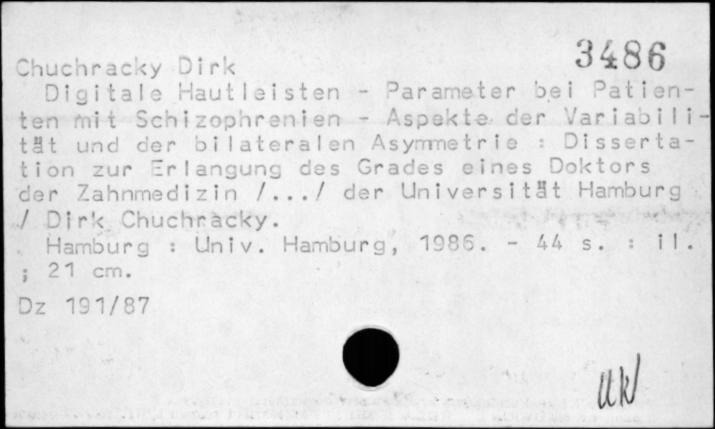 3486
Chuchracky Dirk
Digitale Hautleisten - Parameter bei Patien-
ten mit Schizophrenien - Aspekte der Variabili-
tät und der bilateralen Asymmetrie : Disserta-
tion zur Erlangung des Grades eines Doktors
der Zahnmedizin /.../ der Universität Hamburg
/ Dirk Chuchracky.
Hamburg : Univ. Hamburg, 1986. - 44 s. : il.
; 21 cm.
Dz 191/87